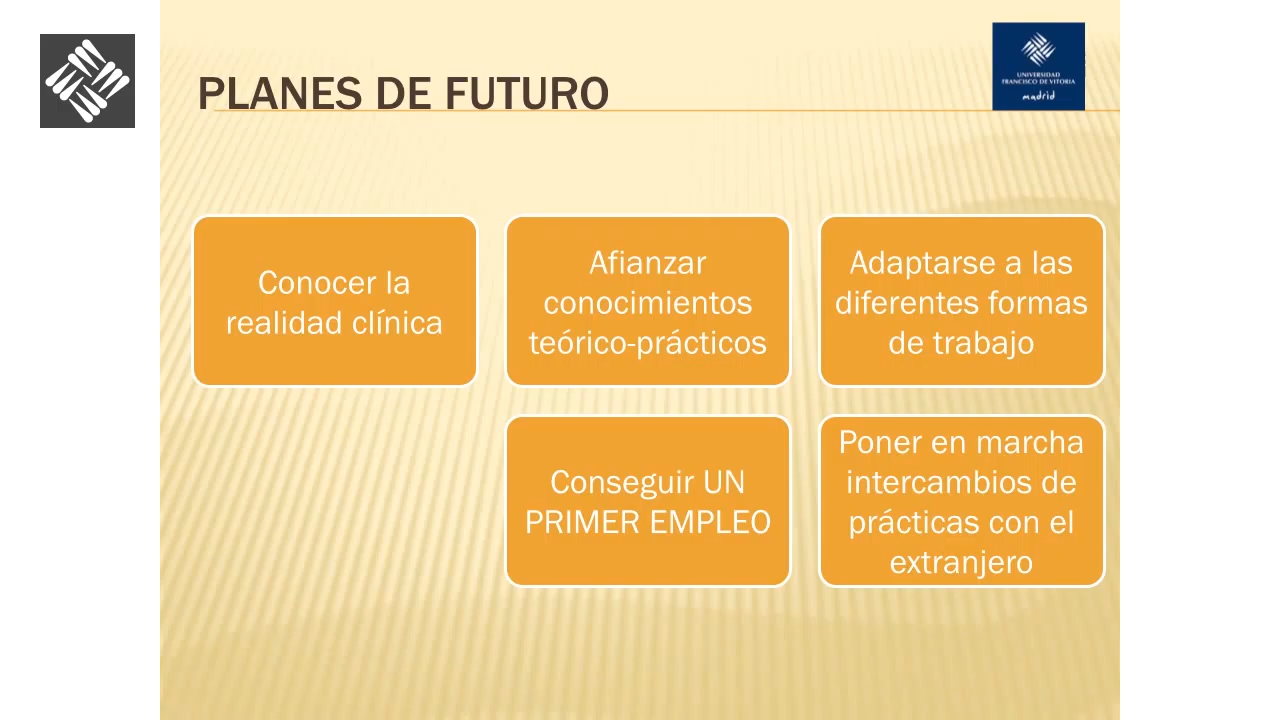 PLANES DE FUTURO
UNIVERSIDAD
FRANCISCO DE VITORIA
madrid
Conocer la
realidad clínica
Afianzar
conocimientos
teórico-prácticos
Adaptarse a las
diferentes formas
de trabajo
Conseguir UN
PRIMER EMPLEO
Poner en marcha
intercambios de
prácticas con el
extranjero